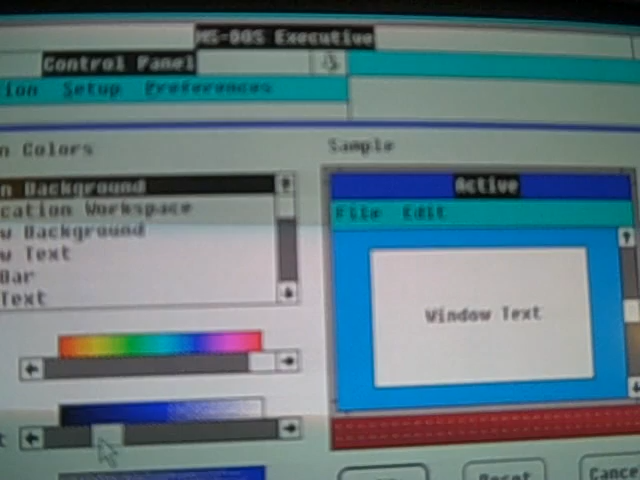 MS-DOS Executive
Control Panel
ion Setup Preferences
n Colors
Sample
n Background
cation Workspace
w Background
w Text
Bar
Text
Active
File Edit
Window Text
t
Reset
Cance